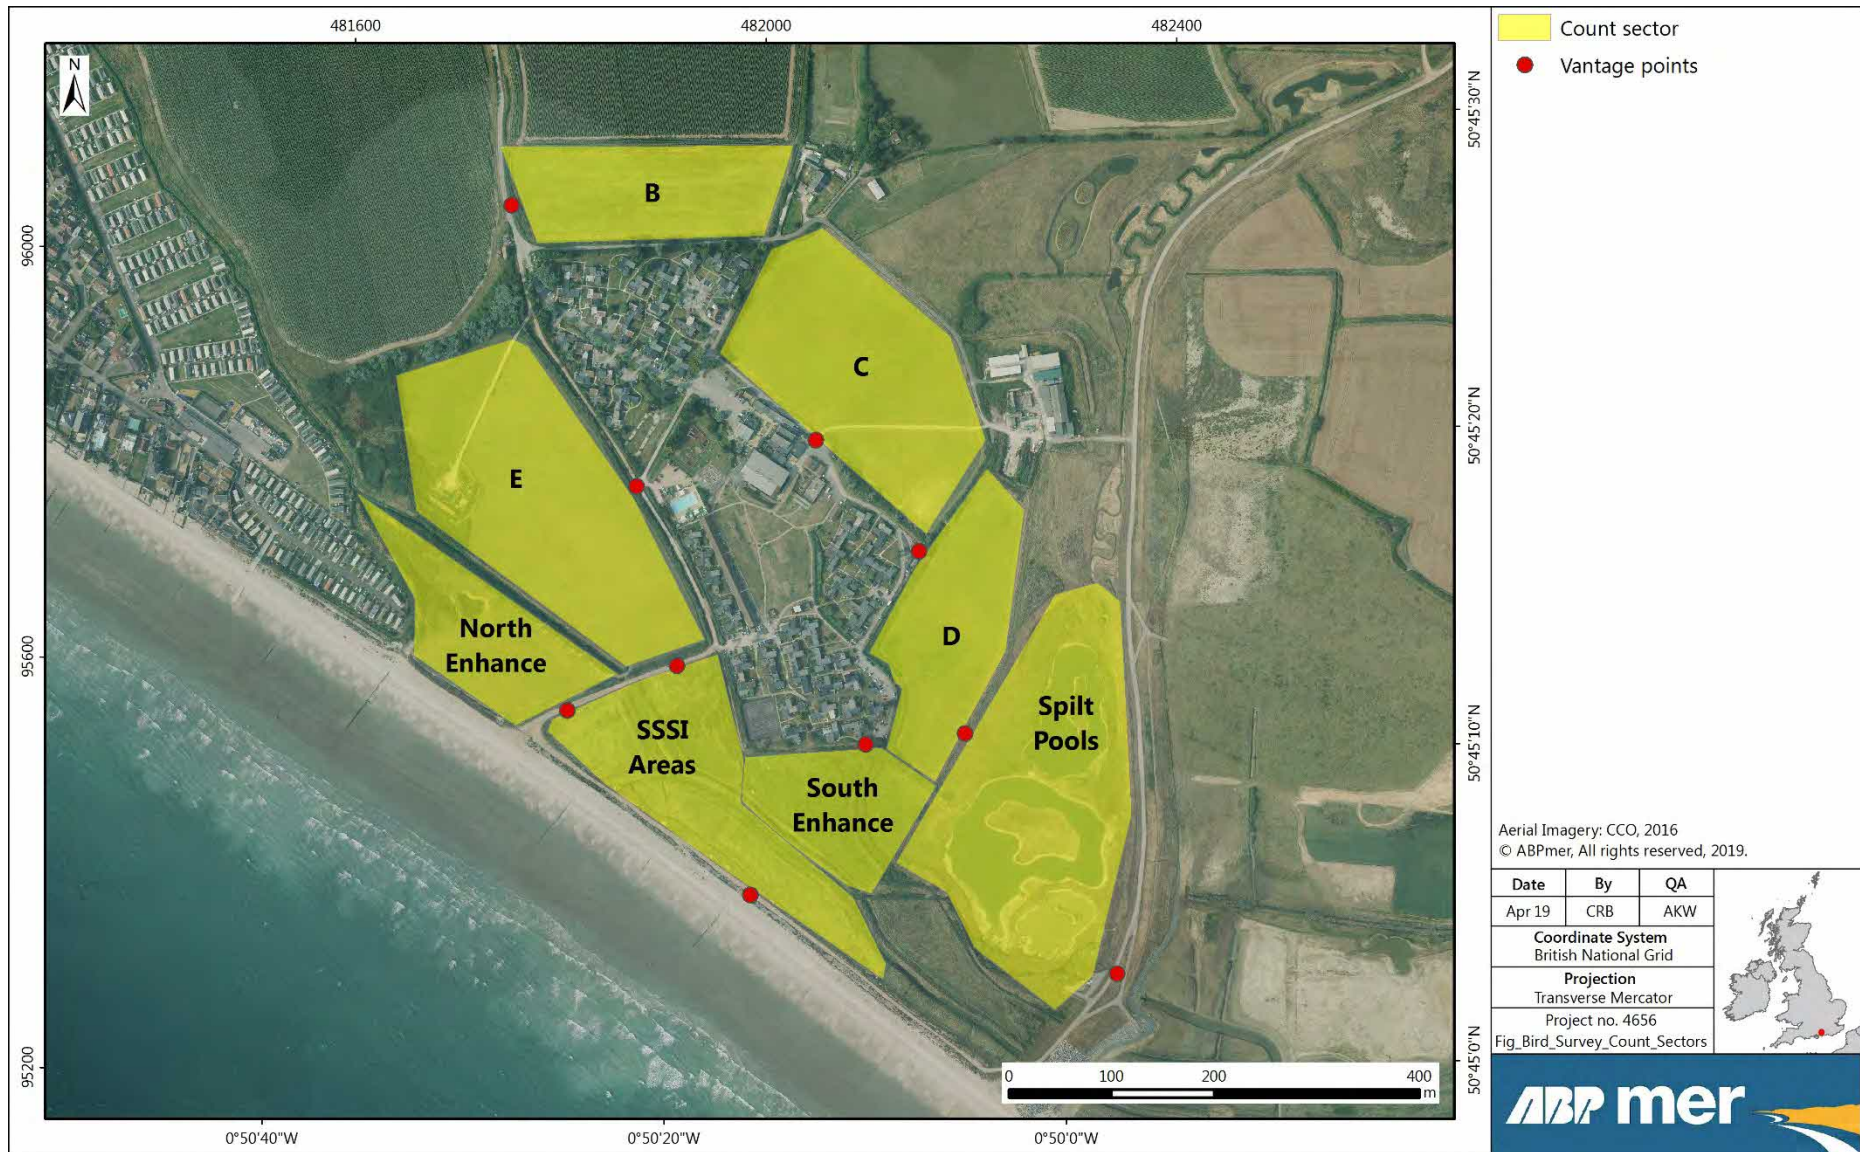 481600
482000
482400
N
96000
95600
95200
50°45'30"N
50°45'20"N
50°45'10"N
50°45'0"N
B
C
E
D
North
Enhance
SSSI
Areas
South
Enhance
Spilt
Pools
0 100 200 400
m
0°50'40"W
0°50'20"W
0°50'0"W
Count sector
Vantage points
Aerial Imagery: CCO, 2016
© ABPmer, All rights reserved, 2019.
Date By QA
Apr 19 CRB AKW
Coordinate System
British National Grid
Projection
Transverse Mercator
Project no. 4656
Fig_Bird_Survey_Count_Sectors
ABP mer